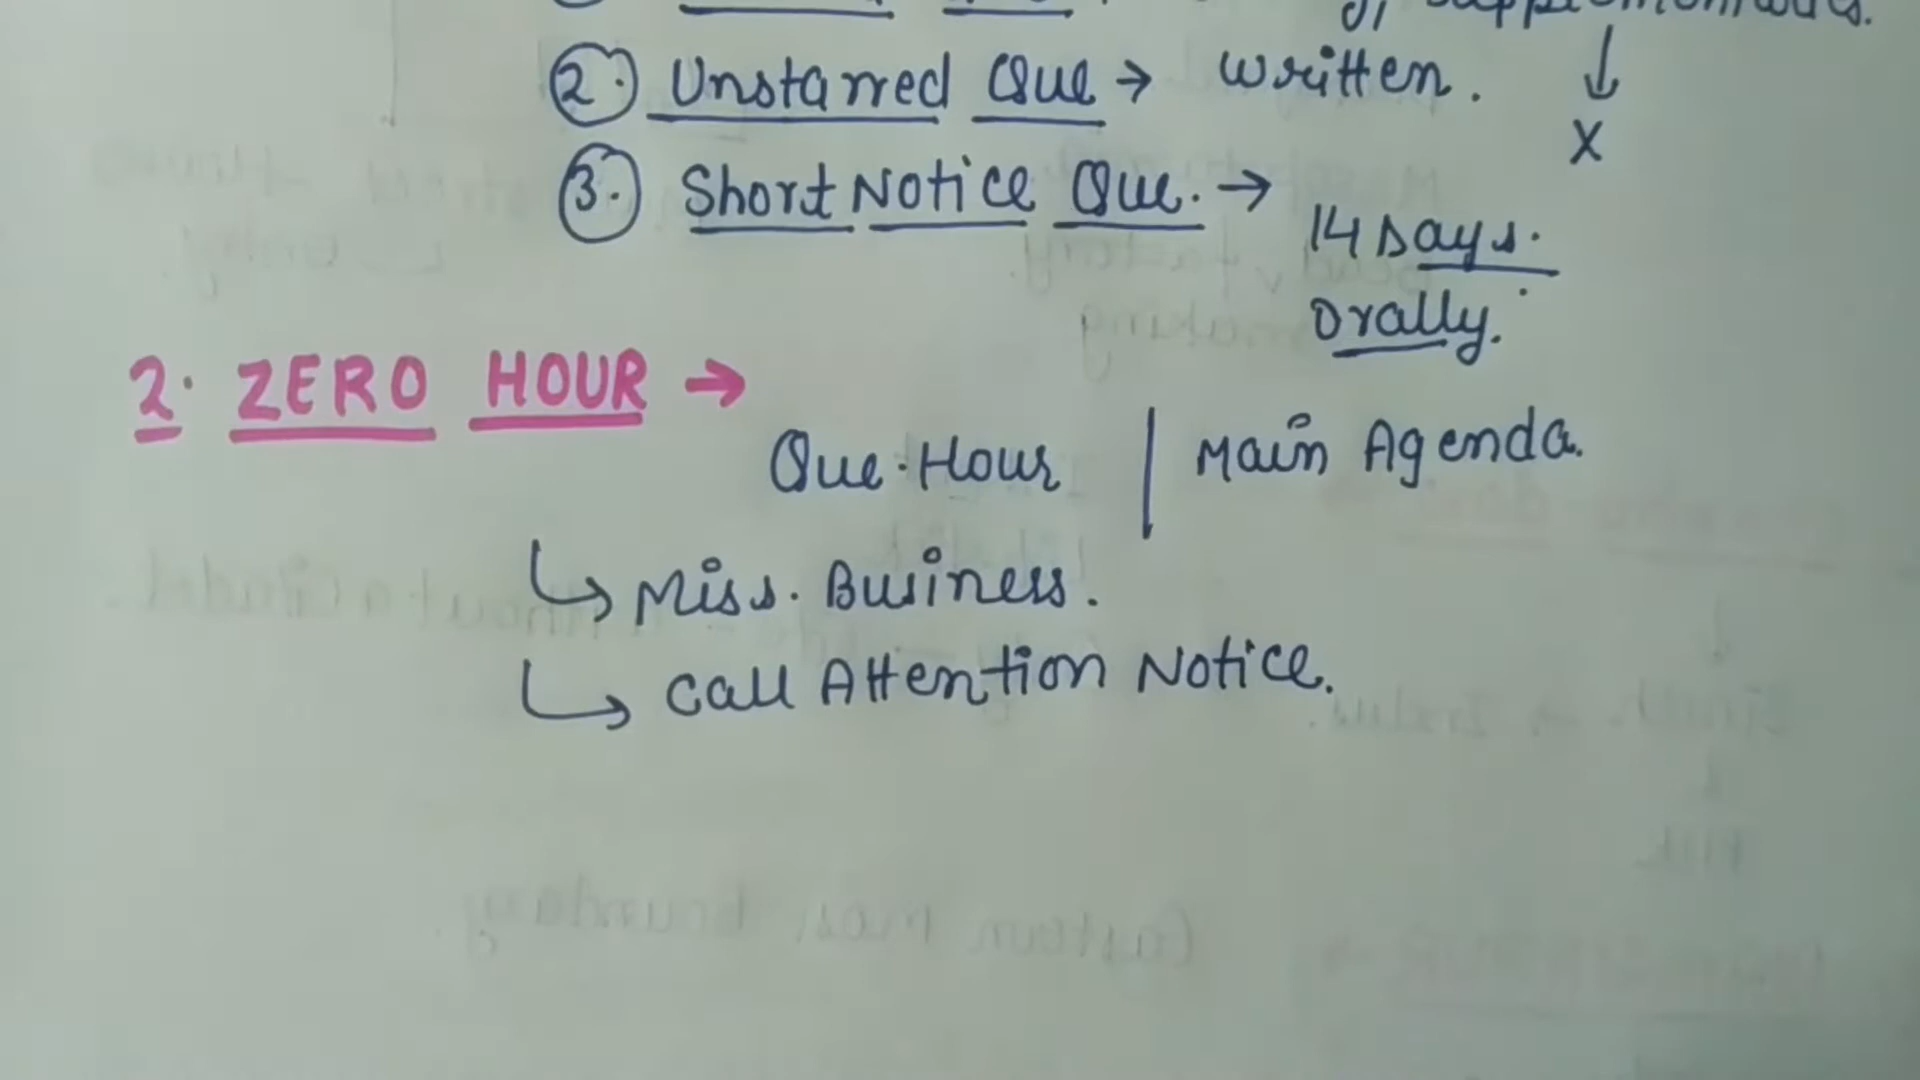 supplementaries.
2. Unstarred Que → written. ↓
X
3. Short Notice Que. →
14 Days.
Orally.
2. ZERO HOUR →
Que. Hour | Main Agenda.
↳ Miss. Business.
↳ Call Attention Notice.